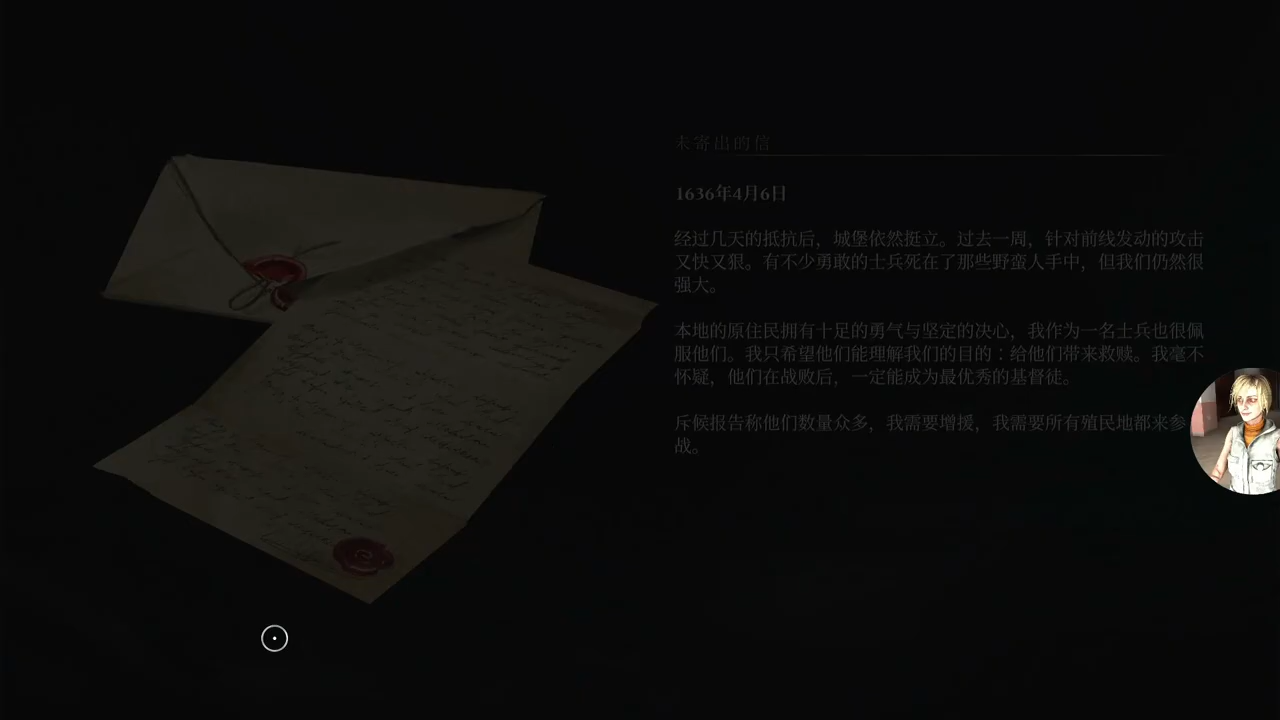 未寄出的信
1636年4月6日
经过几天的抵抗后，城堡依然挺立。过去一周，针对前线发动的攻击
又快又狠。有不少勇敢的士兵死在了那些野蛮人手中，但我们仍然很
强大。
本地的原住民拥有十足的勇气与坚定的决心，我作为一名士兵也很佩
服他们。我只希望他们能理解我们的目的：给他们带来救赎。我毫不
怀疑，他们在战败后，一定能成为最优秀的基督徒。
斥候报告称他们数量众多，我需要增援，我需要所有殖民地都来参
战。